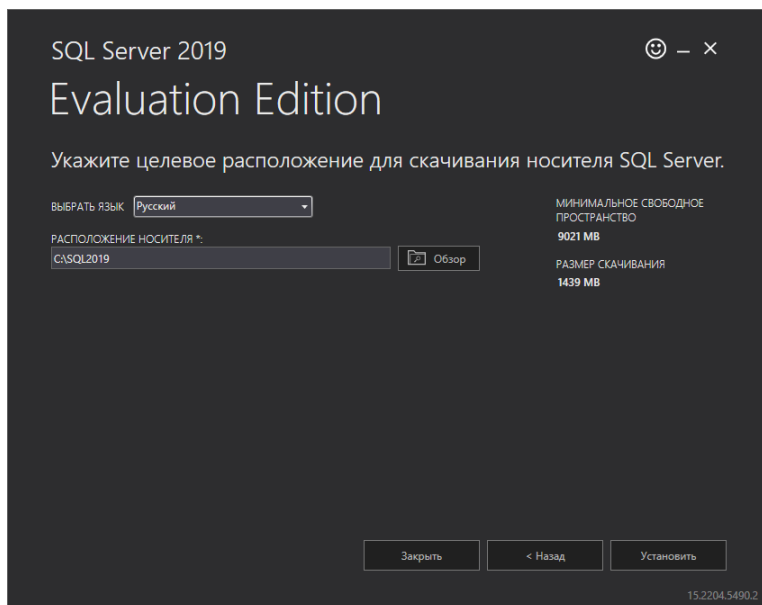 SQL Server 2019
Evaluation Edition
Укажите целевое расположение для скачивания носителя SQL Server.
ВЫБРАТЬ ЯЗЫК Русский
МИНИМАЛЬНОЕ СВОБОДНОЕ
ПРОСТРАНСТВО
9021 MB
РАСПОЛОЖЕНИЕ НОСИТЕЛЯ *:
C:\SQL2019 Обзор
РАЗМЕР СКАЧИВАНИЯ
1439 MB
Закрыть < Назад Установить
15.2204.5490.2